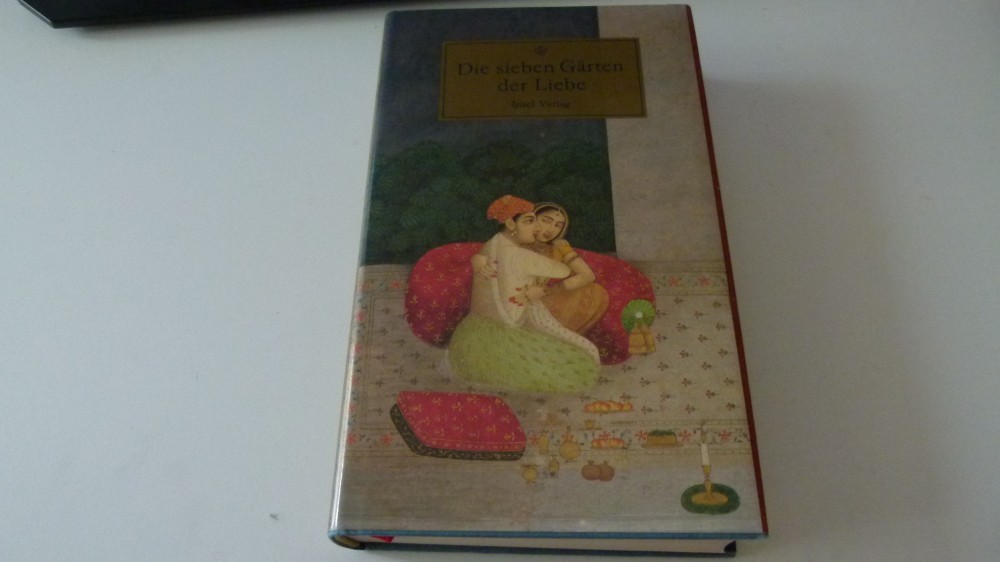 Die sieben Gärten
der Liebe
Insel Verlag